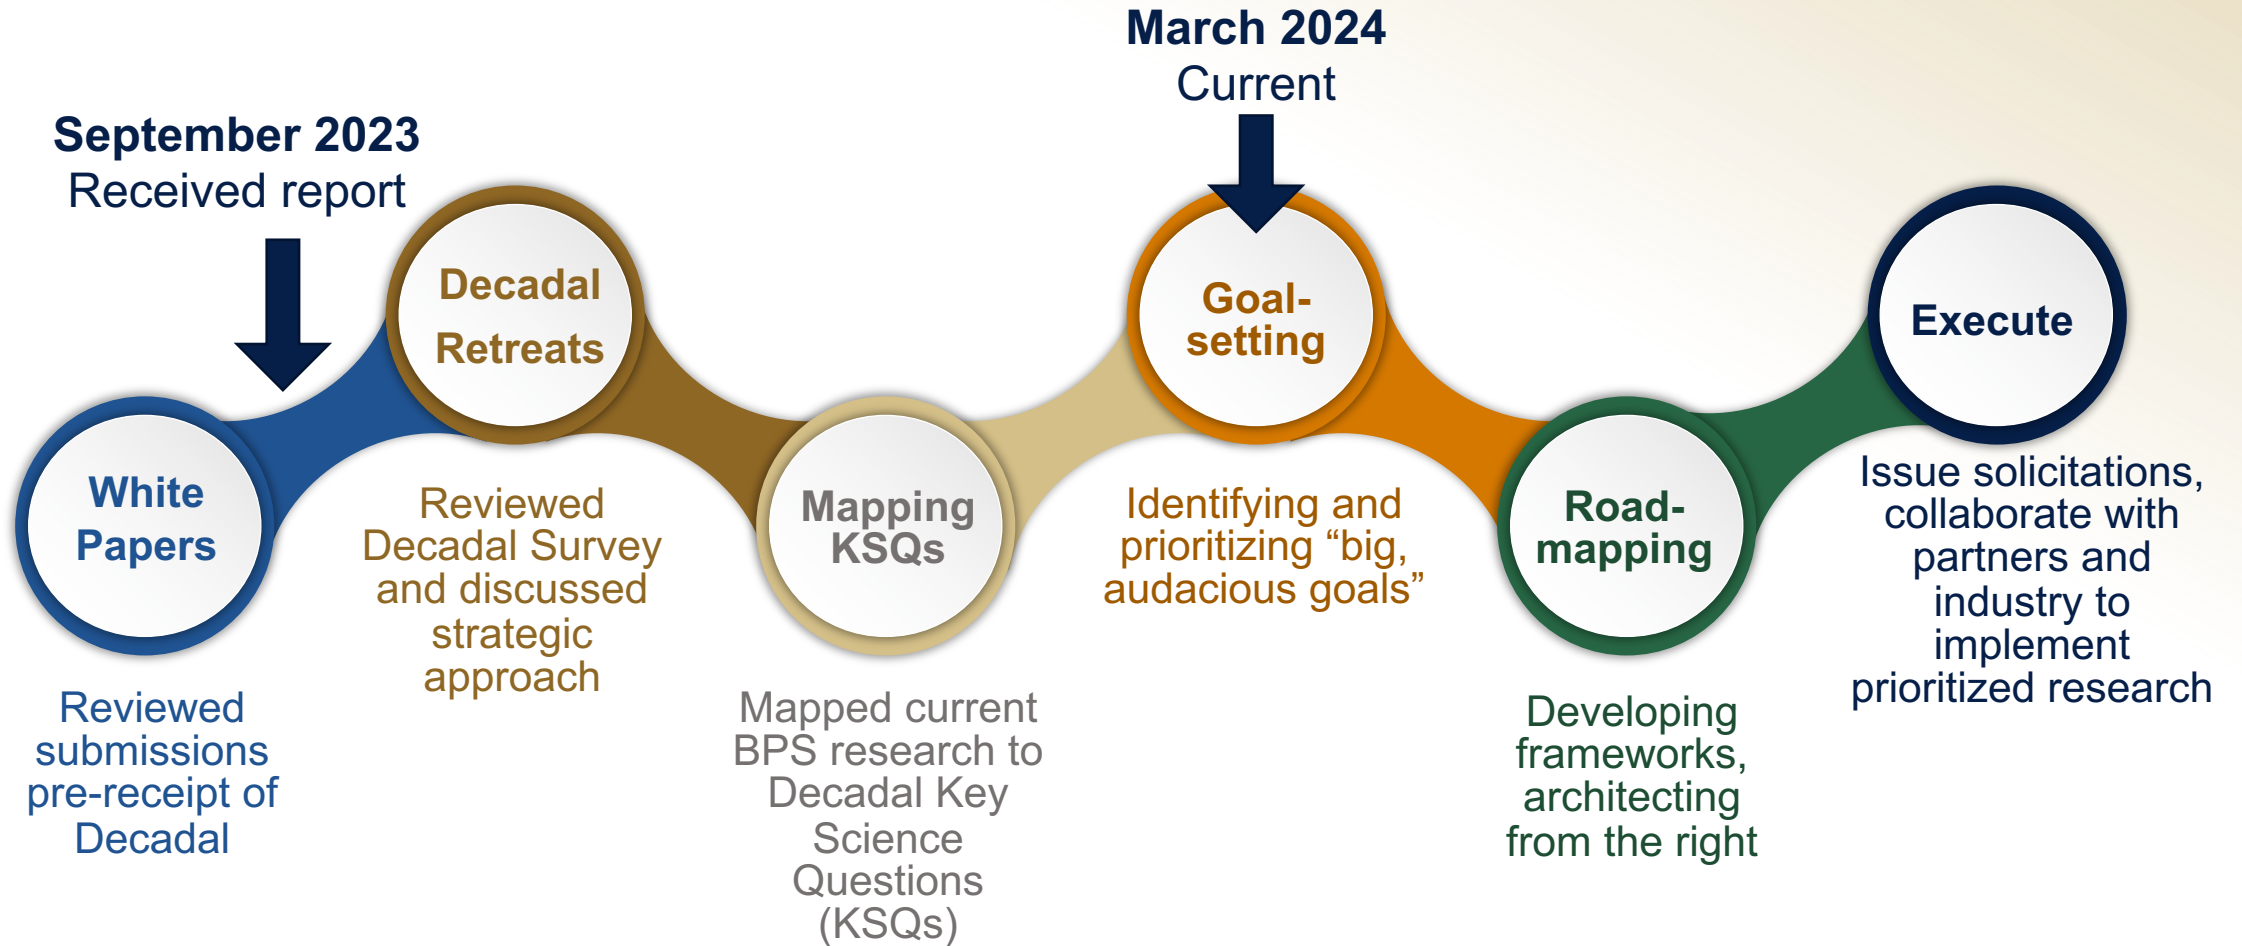 September 2023
Received report
March 2024
Current
White
Papers
Reviewed
submissions
pre-receipt of
Decadal
Decadal
Retreats
Reviewed
Decadal Survey
and discussed
strategic
approach
Mapping
KSQs
Mapped current
BPS research to
Decadal Key
Science
Questions
(KSQs)
Goal-
setting
Identifying and
prioritizing “big,
audacious goals”
Road-
mapping
Developing
frameworks,
architecting
from the right
Execute
Issue solicitations,
collaborate with
partners and
industry to
implement
prioritized research